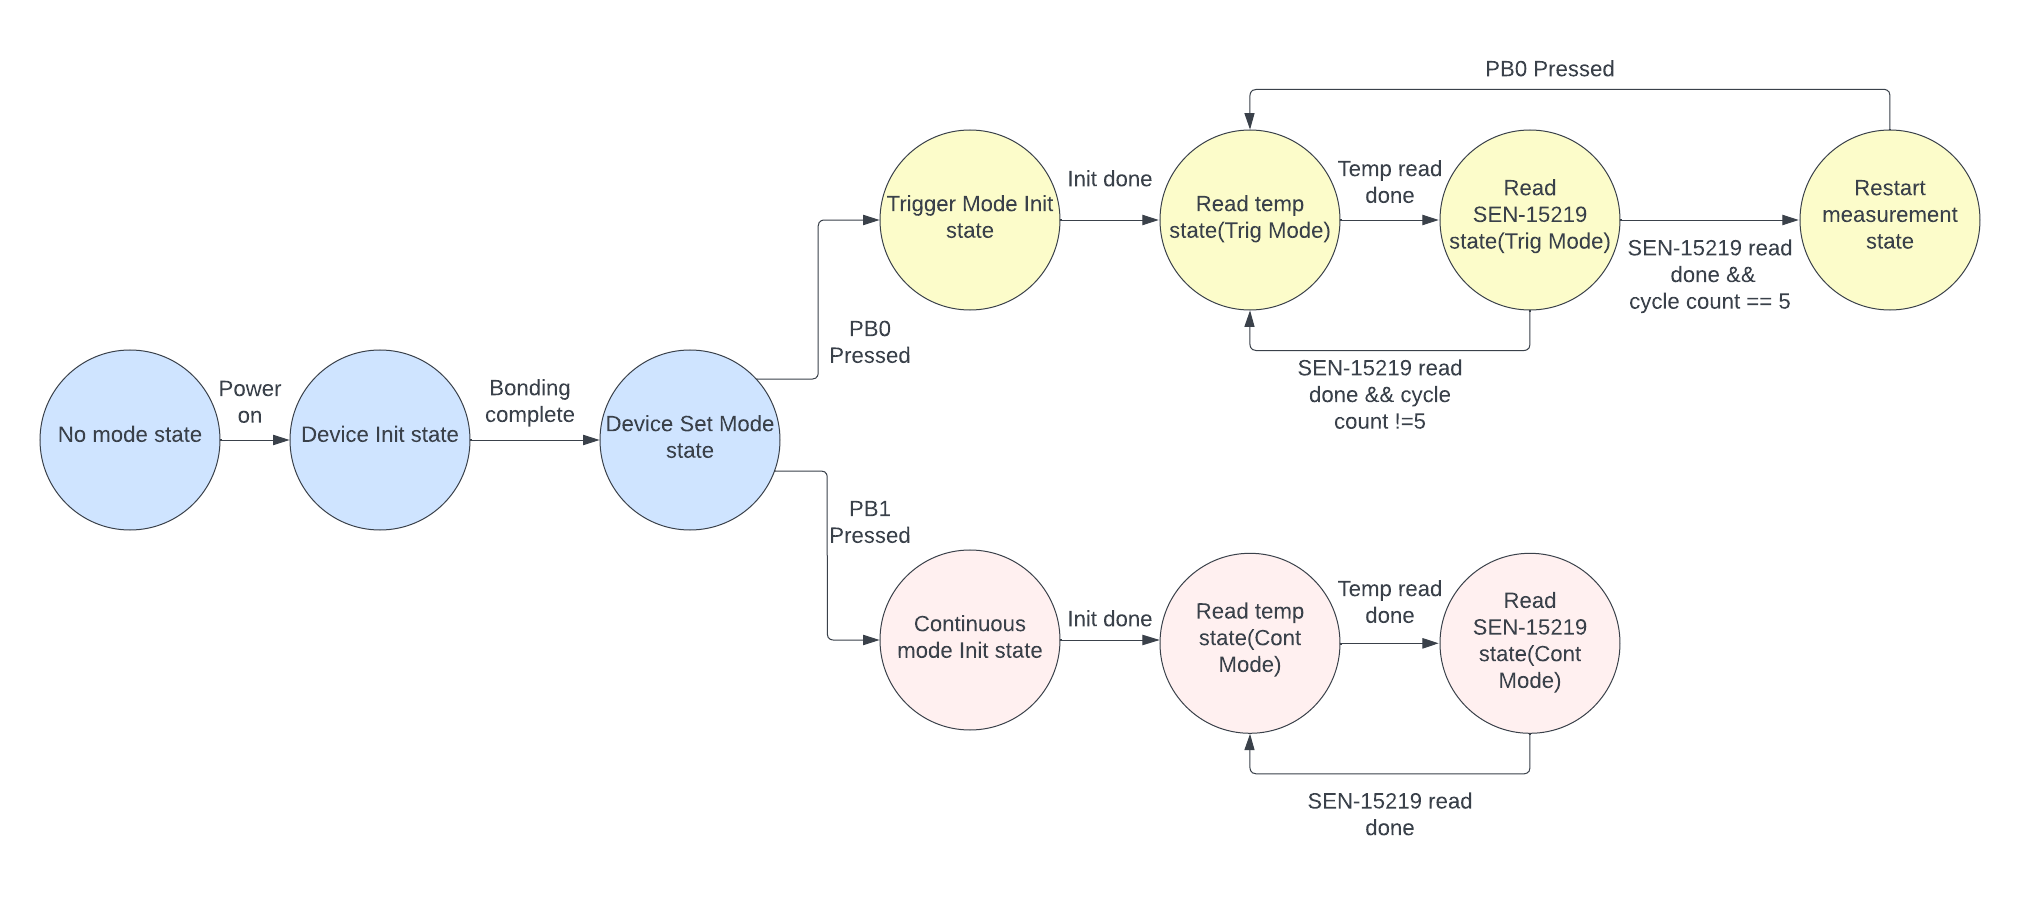 PB0 Pressed
Trigger Mode Init
state
Init done
Read temp
state(Trig Mode)
Temp read
done
Read
SEN-15219
state(Trig Mode)
SEN-15219 read
done &&
cycle count == 5
Restart
measurement
state
SEN-15219 read
done && cycle
count !=5
PB0
Pressed
No mode state
Power
on
Device Init state
Bonding
complete
Device Set Mode
state
PB1
Pressed
Continuous
mode Init state
Init done
Read temp
state(Cont
Mode)
Temp read
done
Read
SEN-15219
state(Cont
Mode)
SEN-15219 read
done